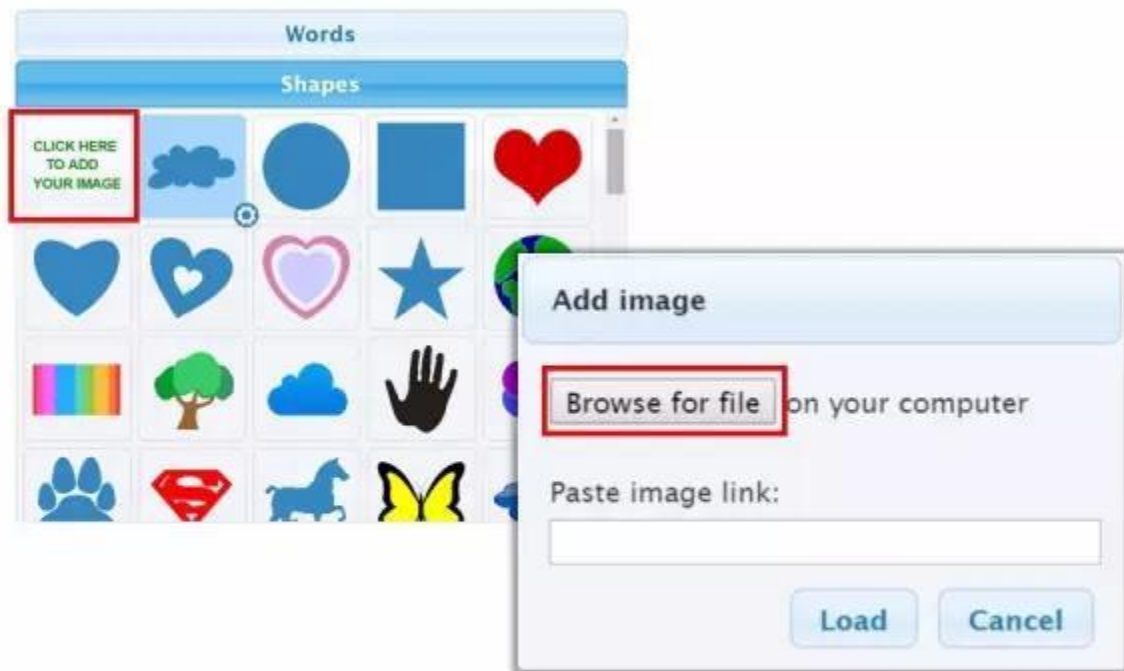 Words
Shapes
CLICK HERE
TO ADD
YOUR IMAGE
Add image
Browse for file on your computer
Paste image link:
Load Cancel